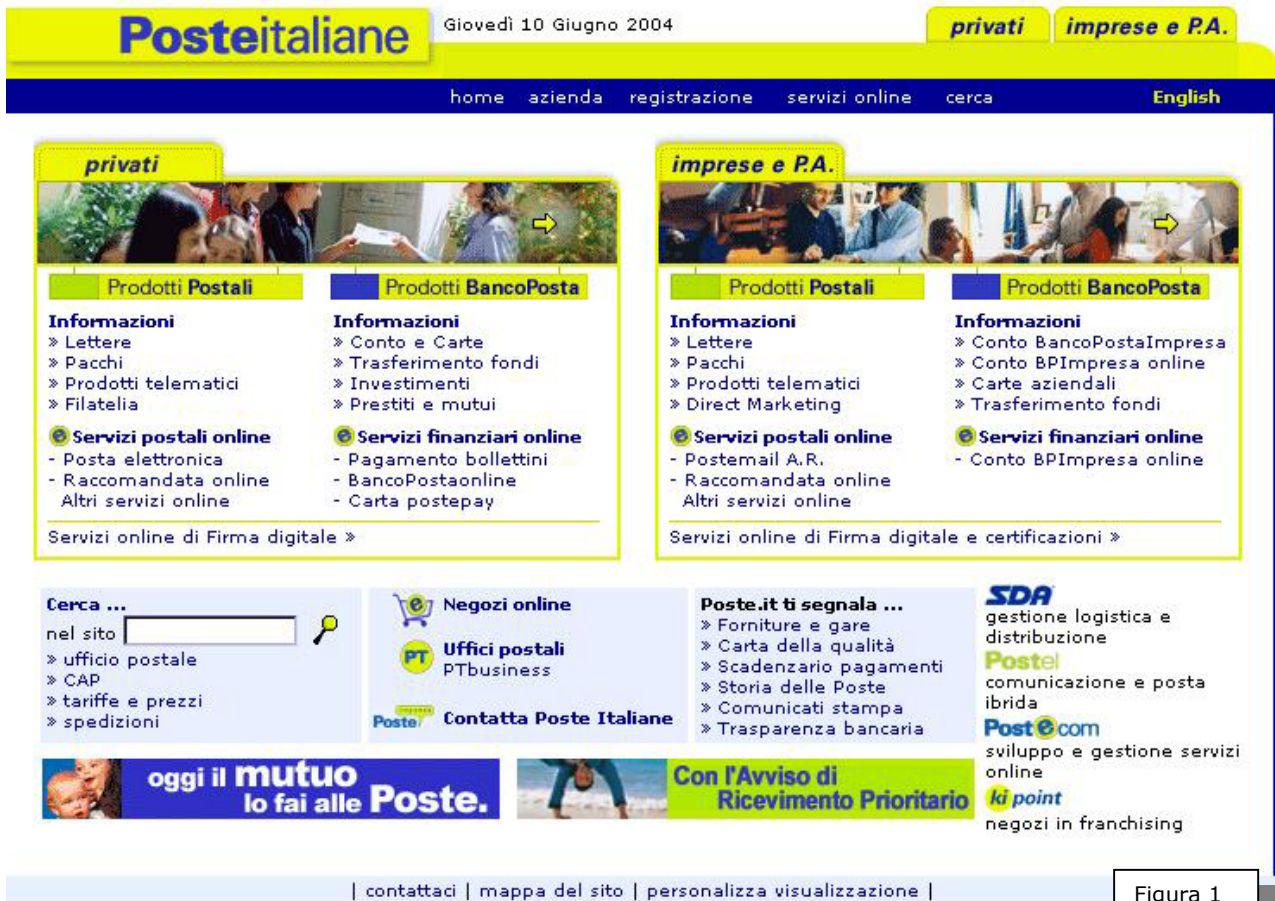 Posteitaliane
Giovedì 10 Giugno 2004
privati
imprese e P.A.
home azienda registrazione servizi online cerca English
privati
Prodotti Postali
Informazioni
» Lettere
» Pacchi
» Prodotti telematici
» Filatelia
e Servizi postali online
- Posta elettronica
- Raccomandata online
Altri servizi online
Prodotti BancoPosta
Informazioni
» Conto e Carte
» Trasferimento fondi
» Investimenti
» Prestiti e mutui
e Servizi finanziari online
- Pagamento bollettini
- BancoPostaonline
- Carta postepay
Servizi online di Firma digitale »
imprese e P.A.
Prodotti Postali
Informazioni
» Lettere
» Pacchi
» Prodotti telematici
» Direct Marketing
e Servizi postali online
- Postemail A.R.
- Raccomandata online
Altri servizi online
Prodotti BancoPosta
Informazioni
» Conto BancoPostaImpresa
» Conto BPImpresa online
» Carte aziendali
» Trasferimento fondi
e Servizi finanziari online
- Conto BPImpresa online
Servizi online di Firma digitale e certificazioni »
Cerca ...
nel sito
» ufficio postale
» CAP
» tariffe e prezzi
» spedizioni
e Negozi online
PT Uffici postali
PTbusiness
Poste Contatta Poste Italiane
Poste.it ti segnala ...
» Forniture e gare
» Carta della qualità
» Scadenzario pagamenti
» Storia delle Poste
» Comunicati stampa
» Trasparenza bancaria
SDA
gestione logistica e
distribuzione
Postel
comunicazione e posta
ibrida
Postecom
sviluppo e gestione servizi
online
ki point
negozi in franchising
oggi il mutuo
lo fai alle Poste.
Con l'Avviso di
Ricevimento Prioritario
| contattaci | mappa del sito | personalizza visualizzazione |
Figura 1